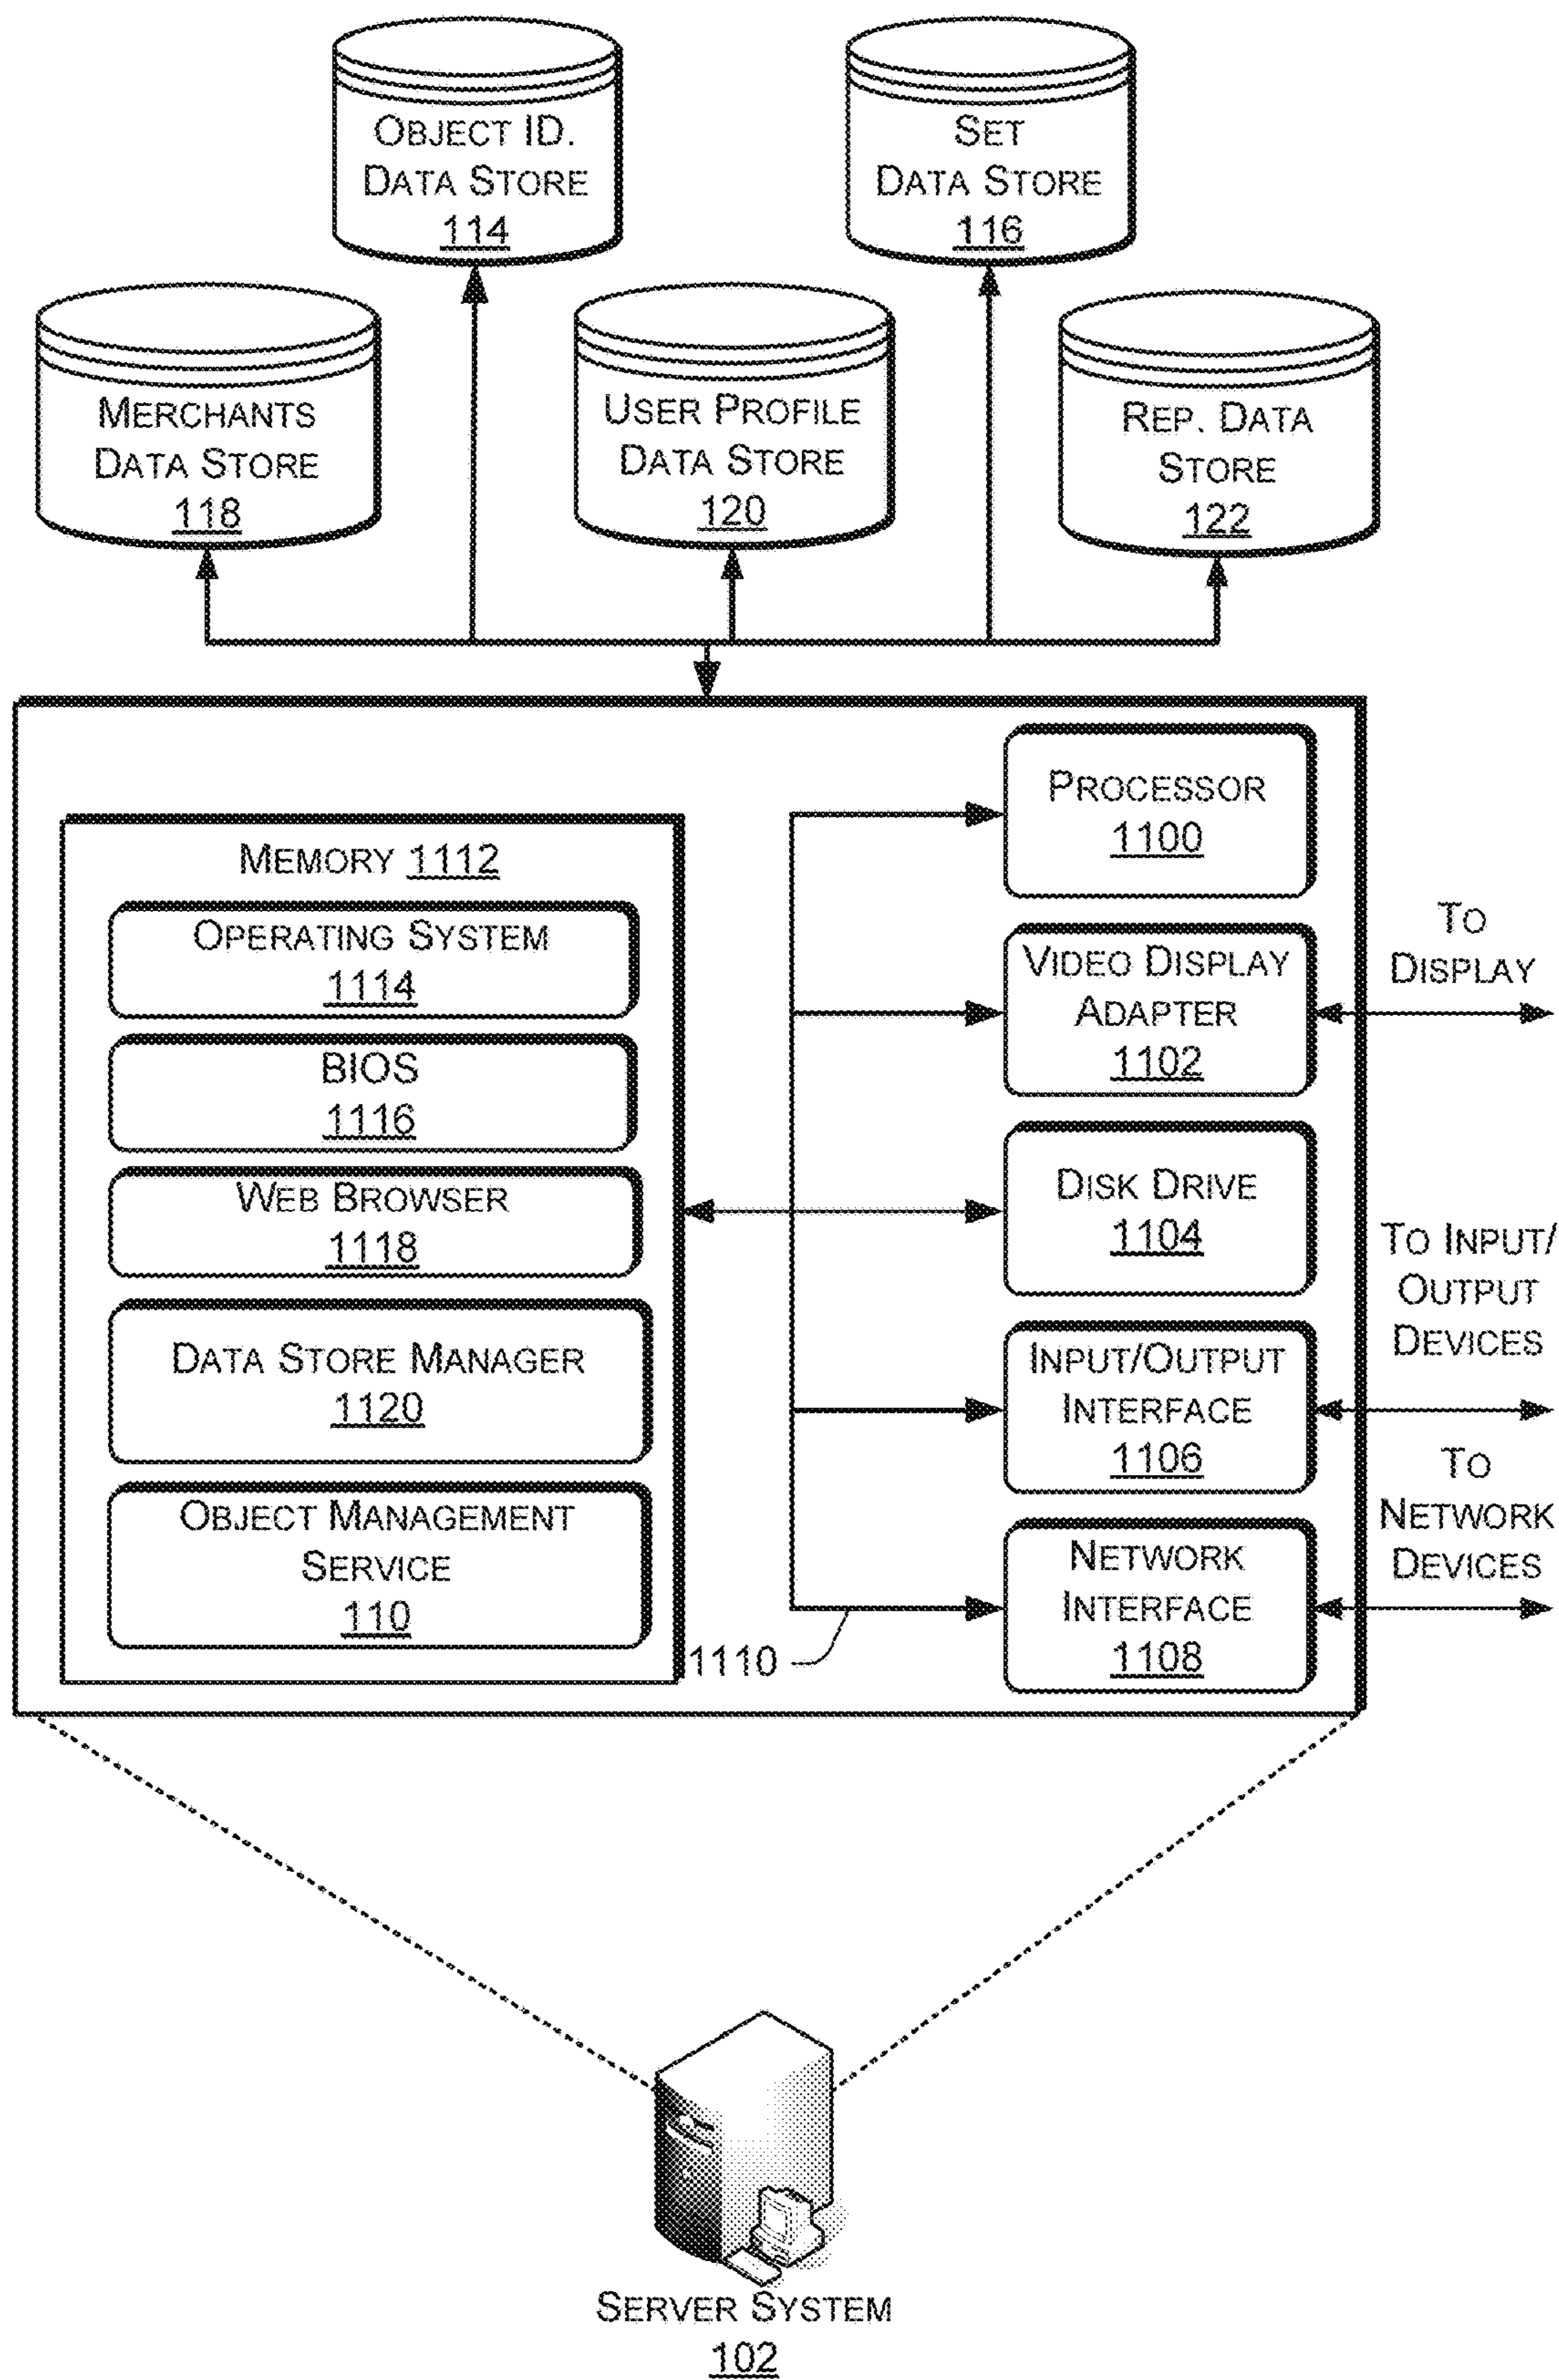 OBJECT ID.
DATA STORE
114
SET
DATA STORE
116
MERCHANTS
DATA STORE
118
USER PROFILE
DATA STORE
120
REP. DATA
STORE
122
MEMORY 1112
OPERATING SYSTEM
1114
BIOS
1116
WEB BROWSER
1118
DATA STORE MANAGER
1120
OBJECT MANAGEMENT
SERVICE
110
PROCESSOR
1100
VIDEO DISPLAY
ADAPTER
1102
DISK DRIVE
1104
INPUT/OUTPUT
INTERFACE
1106
NETWORK
INTERFACE
1108
1110
TO
DISPLAY
TO INPUT/
OUTPUT
DEVICES
TO
NETWORK
DEVICES
SERVER SYSTEM
102